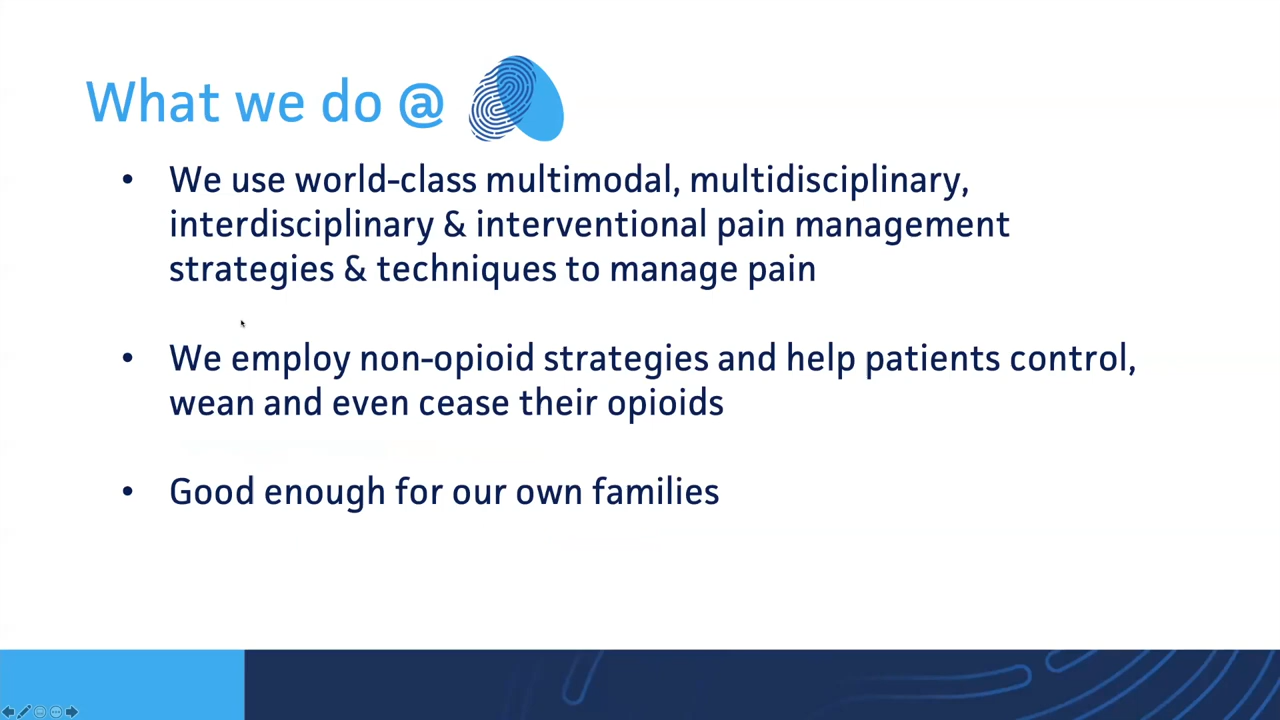 What we do @
• We use world-class multimodal, multidisciplinary,
interdisciplinary & interventional pain management
strategies & techniques to manage pain
• We employ non-opioid strategies and help patients control,
wean and even cease their opioids
• Good enough for our own families